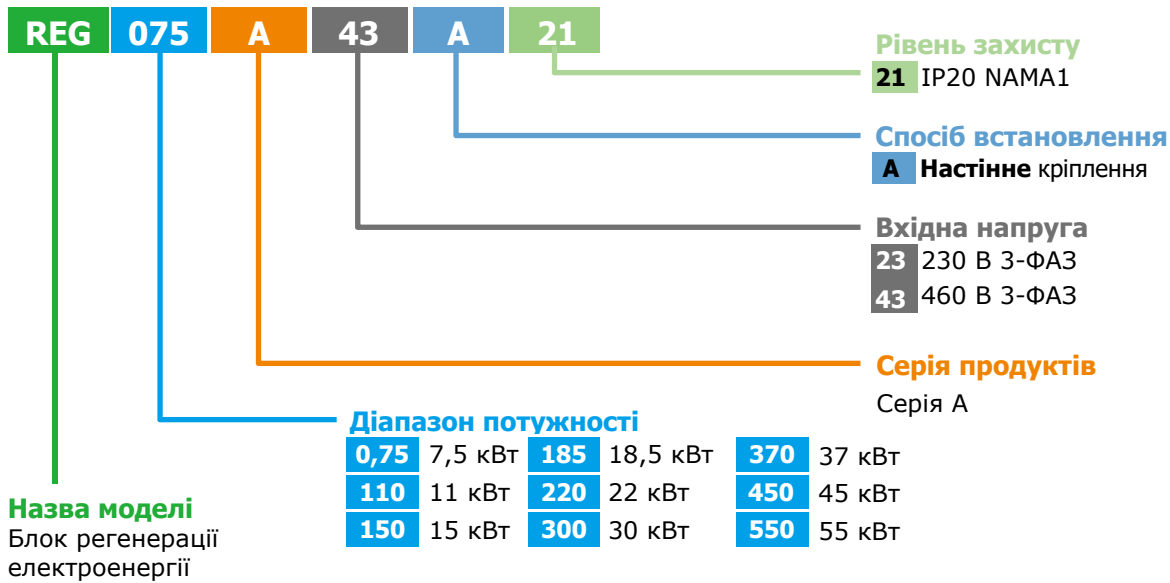 REG 075 A 43 A 21
Рівень захисту
21 IP20 NAMA1
Спосіб встановлення
A Настінне кріплення
Вхідна напруга
23 230 В 3-ФАЗ
43 460 В 3-ФАЗ
Серія продуктів
Серія А
Діапазон потужності
0,75 7,5 кВт 185 18,5 кВт 370 37 кВт
110 11 кВт 220 22 кВт 450 45 кВт
150 15 кВт 300 30 кВт 550 55 кВт
Назва моделі
Блок регенерації
електроенергії